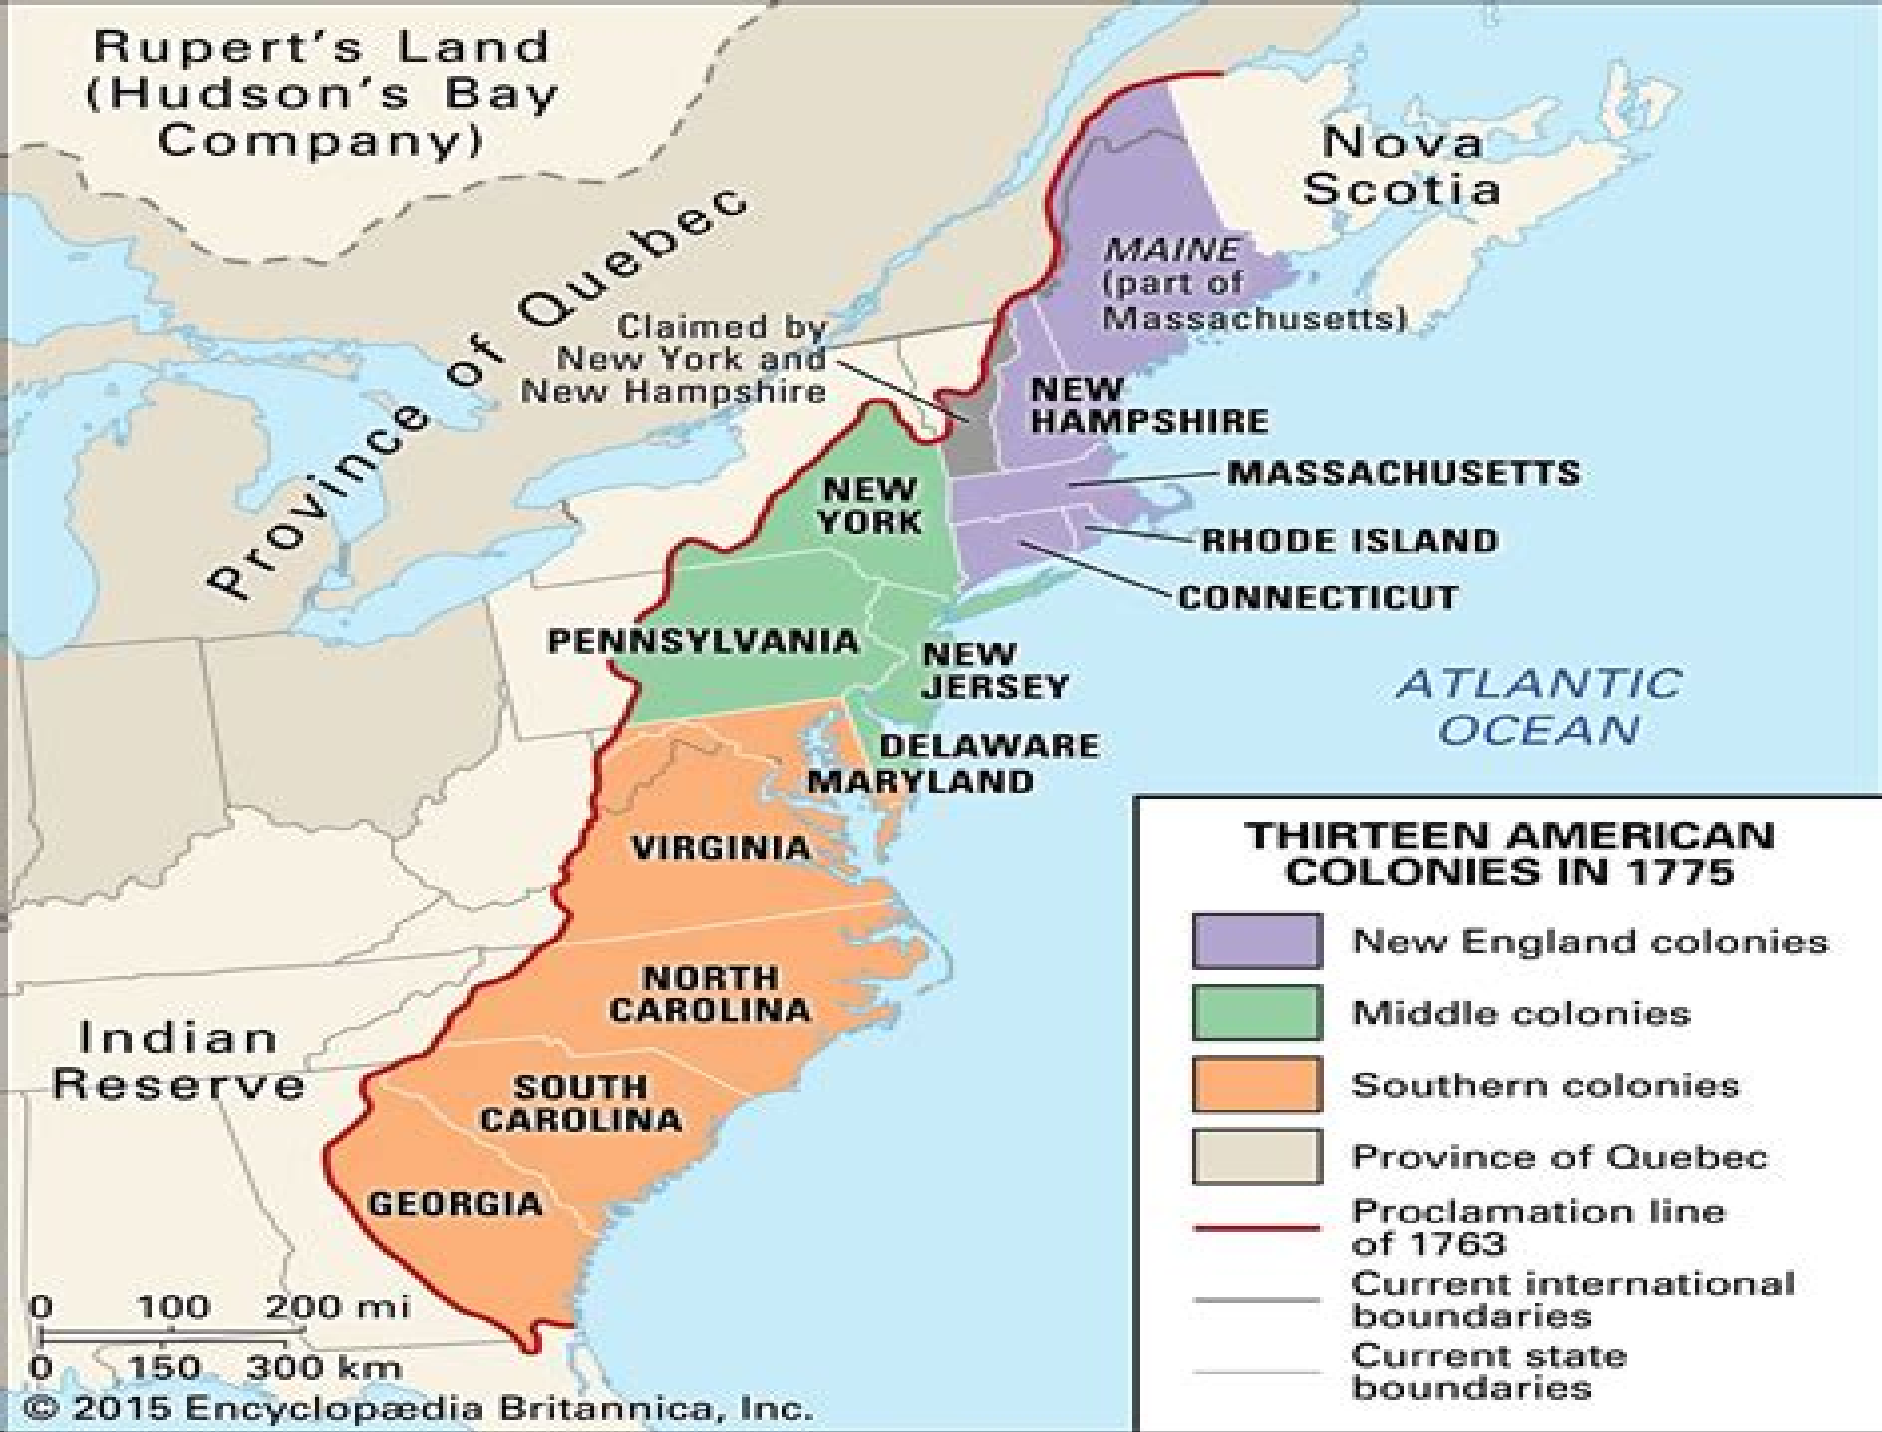 Rupert's Land
(Hudson's Bay
Company)
Nova
Scotia
Province of Quebec
MAINE
(part of
Massachusetts)
Claimed by
New York and
New Hampshire
NEW
HAMPSHIRE
MASSACHUSETTS
NEW
YORK
RHODE ISLAND
CONNECTICUT
PENNSYLVANIA
NEW
JERSEY
ATLANTIC
OCEAN
DELAWARE
MARYLAND
VIRGINIA
NORTH
CAROLINA
Indian
Reserve
SOUTH
CAROLINA
GEORGIA
THIRTEEN AMERICAN
COLONIES IN 1775
New England colonies
Middle colonies
Southern colonies
Province of Quebec
Proclamation line
of 1763
Current international
boundaries
Current state
boundaries
0 100 200 mi
0 150 300 km
© 2015 Encyclopædia Britannica, Inc.